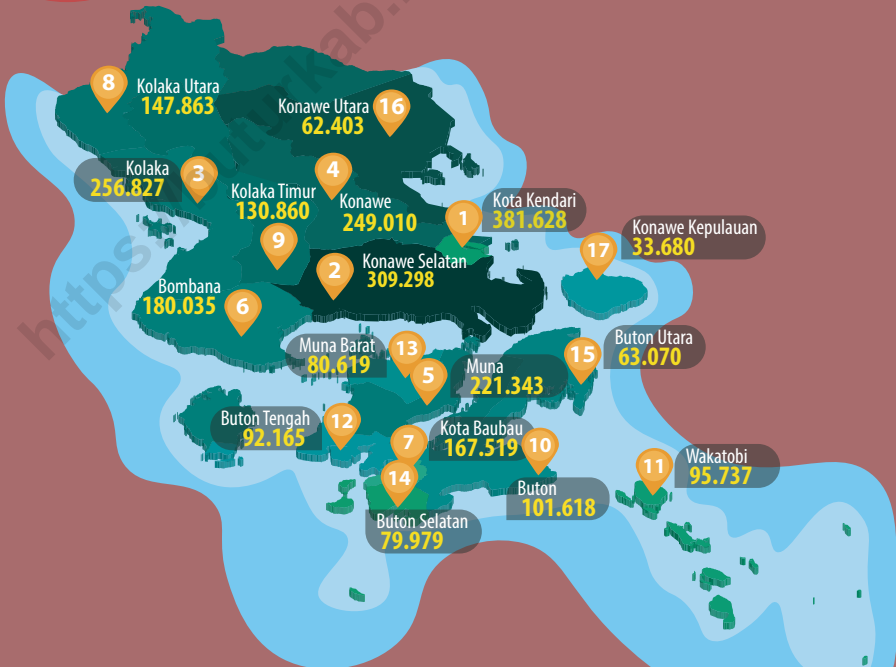 8
Kolaka Utara
147.863
Konawe Utara
16
62.403
Kolaka
3
256.827
4
Kolaka Timur
130.860
Konawe
249.010
1
Kota Kendari
381.628
17
Konawe Kepulauan
33.680
9
2
Konawe Selatan
309.298
Bombana
180.035
6
Muna Barat
80.619
13
5
Muna
221.343
15
Buton Utara
63.070
Buton Tengah
92.165
12
7
Kota Baubau
167.519
10
Buton
101.618
11
Wakatobi
95.737
14
Buton Selatan
79.979